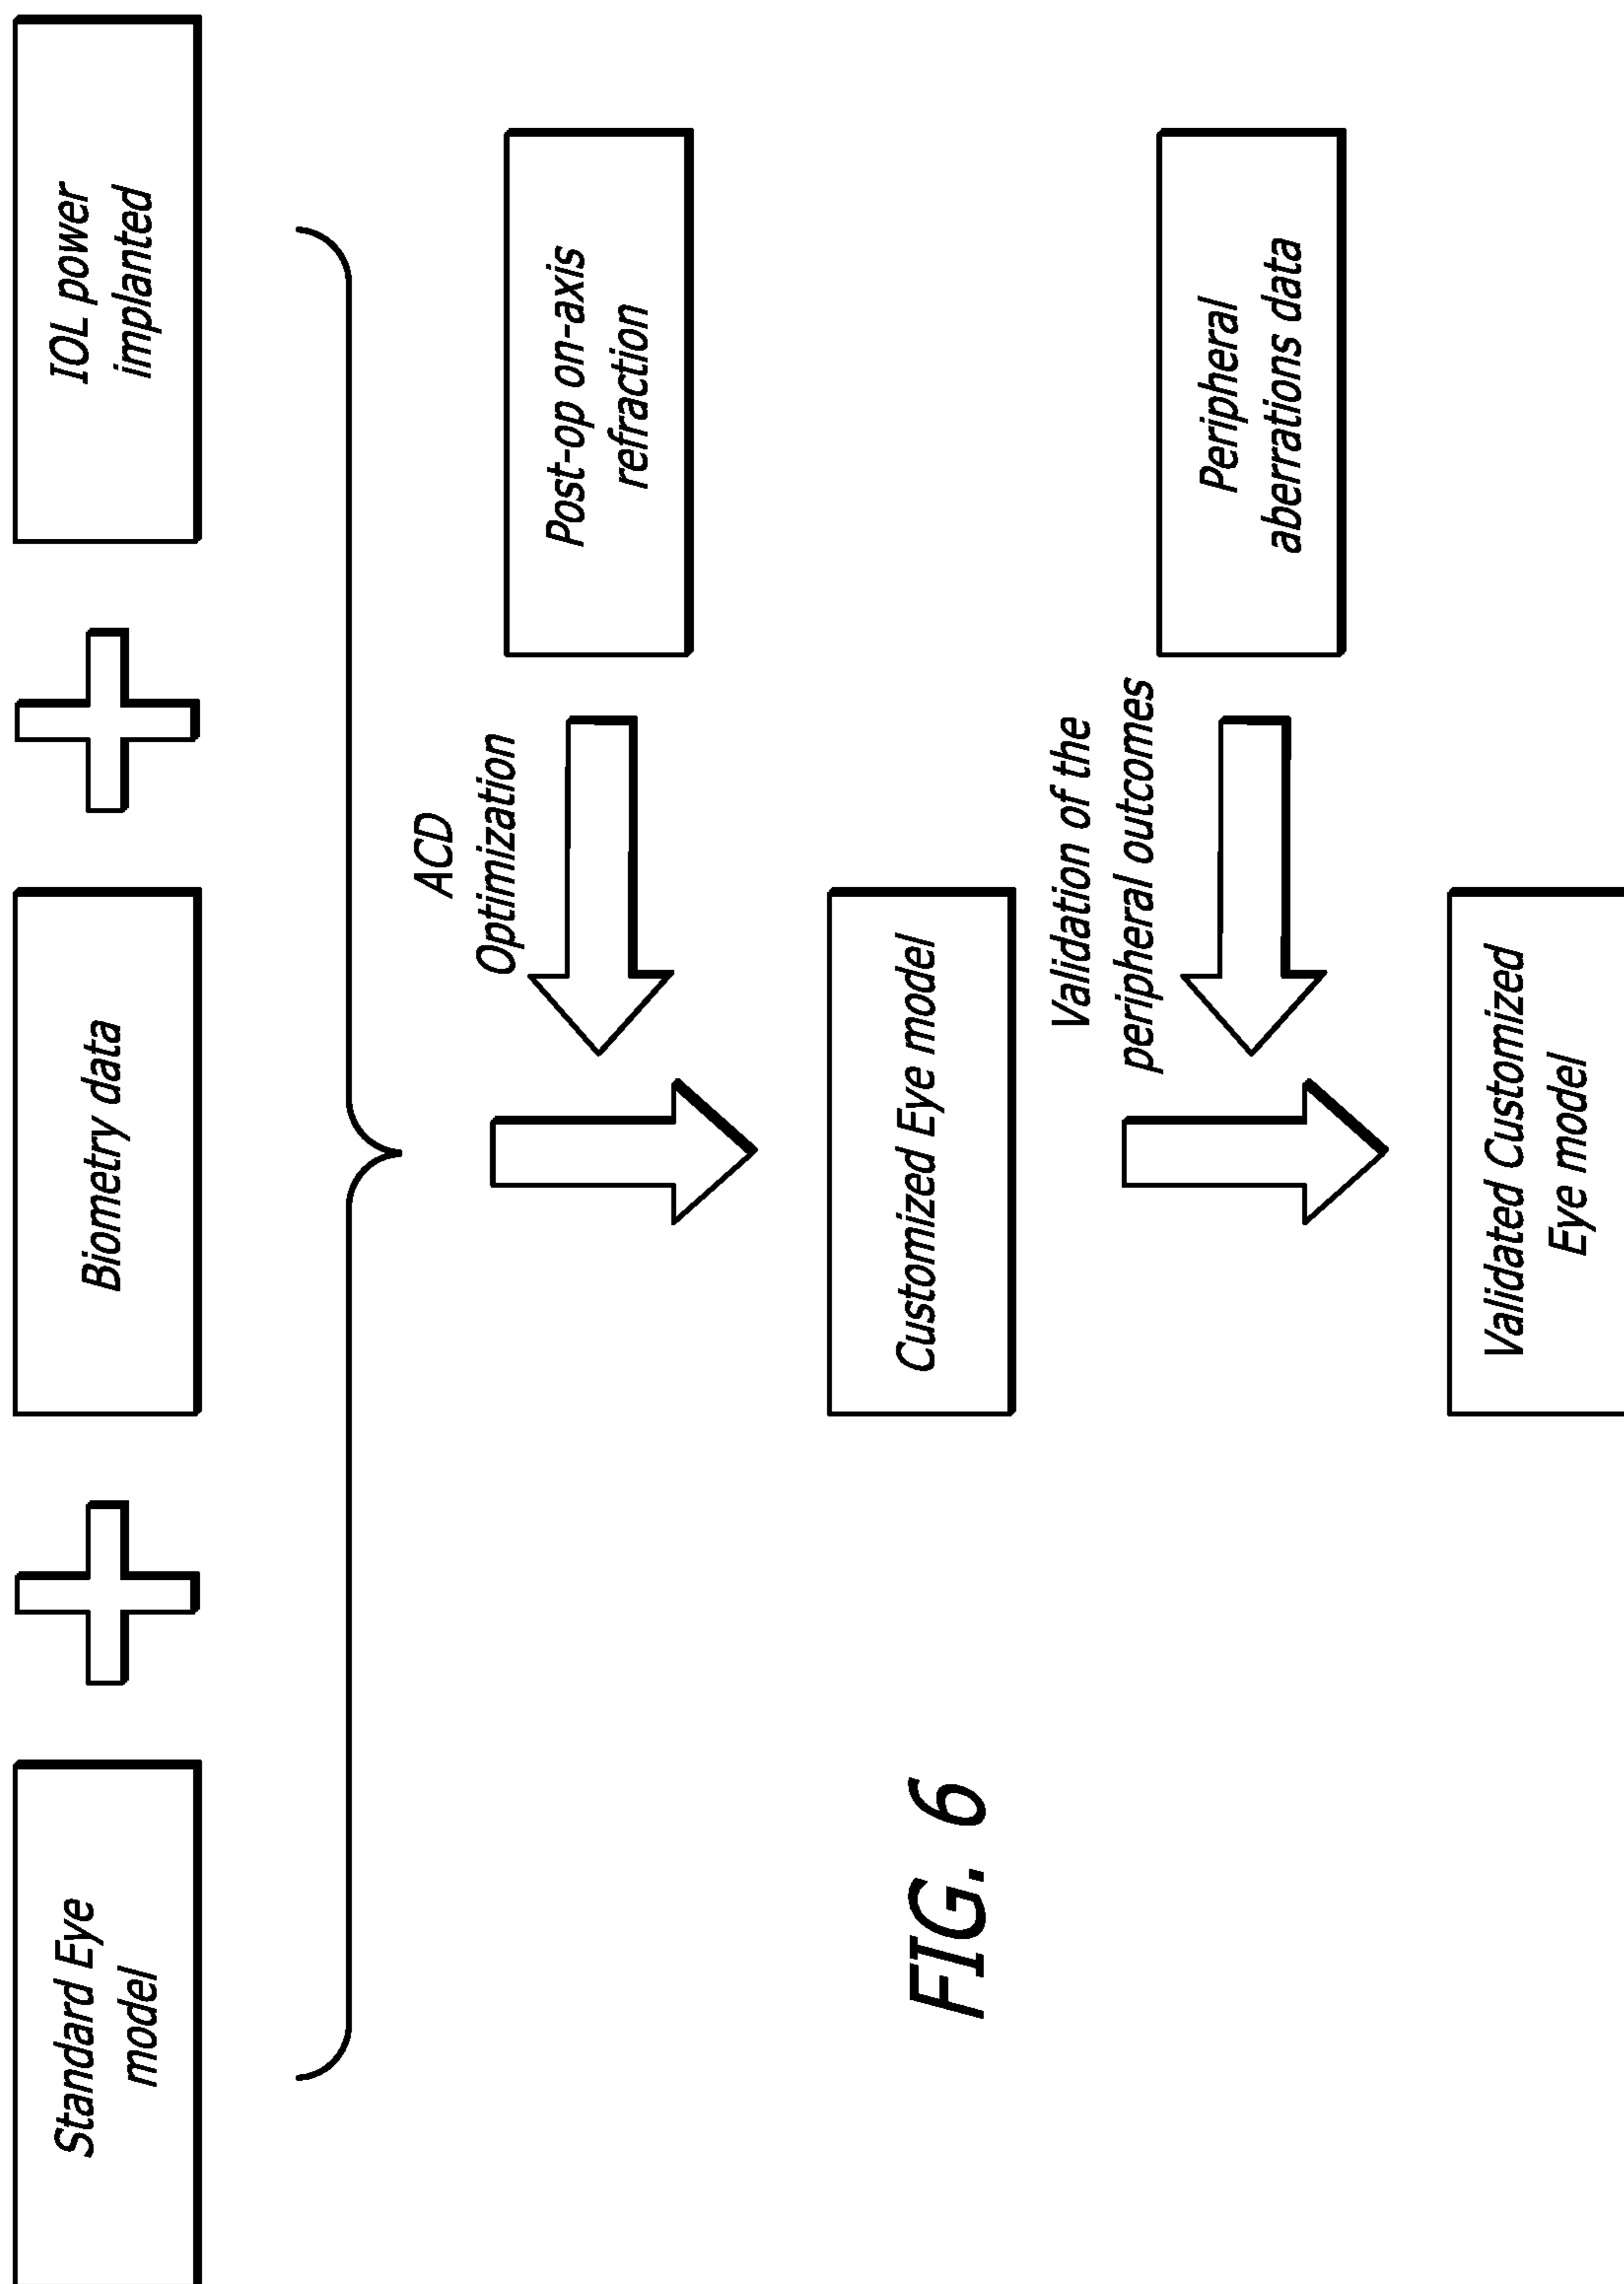 Standard Eye
model
Biometry data
IOL power
implanted
ACD
Optimization
Post-op on-axis
refraction
Customized Eye model
Validation of the
peripheral outcomes
Peripheral
aberrations data
Validated Customized
Eye model
FIG. 6